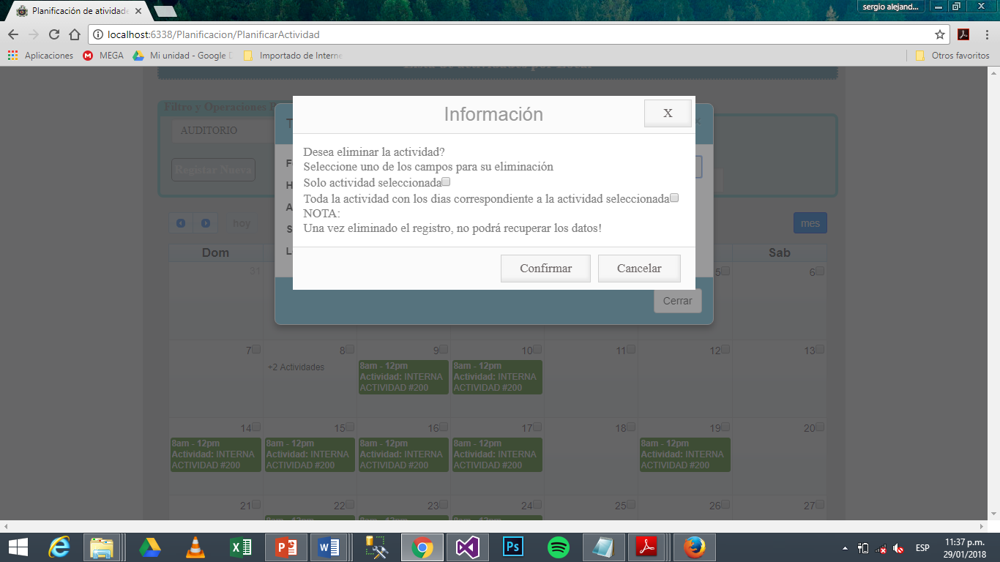 Planificación de atividade
sergio alejand...
localhost:6338/Planificacion/PlanificarActividad
Aplicaciones
MEGA
Mi unidad - Google D
Importado de Interne
Otros favoritos
Filtro y Operaciones
AUDITORIO
Registar Nueva
Información
X
Desea eliminar la actividad?
Seleccione uno de los campos para su eliminación
Solo actividad seleccionada
Toda la actividad con los dias correspondiente a la actividad seleccionada
NOTA:
Una vez eliminado el registro, no podrá recuperar los datos!
Confirmar
Cancelar
Cerrar
hoy
mes
Dom
Sab
31
5
6
7
8
9
10
11
12
13
+2 Actividades
8am - 12pm
Actividad: INTERNA
ACTIVIDAD #200
8am - 12pm
Actividad: INTERNA
ACTIVIDAD #200
14
15
16
17
18
19
20
8am - 12pm
Actividad: INTERNA
ACTIVIDAD #200
8am - 12pm
Actividad: INTERNA
ACTIVIDAD #200
8am - 12pm
Actividad: INTERNA
ACTIVIDAD #200
8am - 12pm
Actividad: INTERNA
ACTIVIDAD #200
8am - 12pm
Actividad: INTERNA
ACTIVIDAD #200
21
22
23
24
25
26
27
ESP
11:37 p.m.
29/01/2018